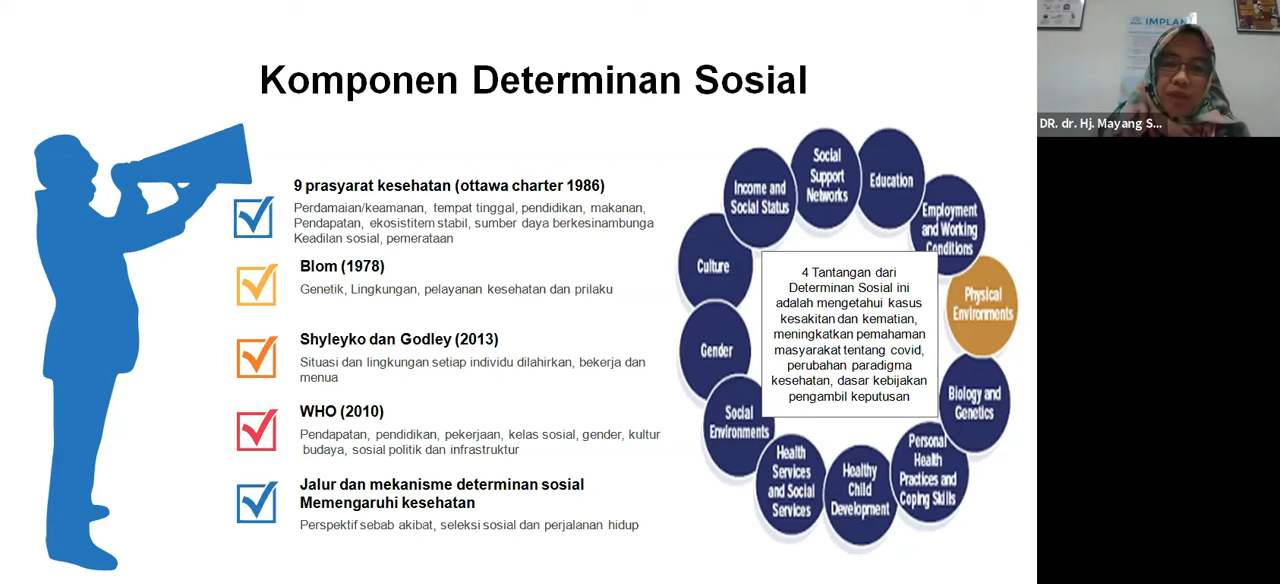 Komponen Determinan Sosial
9 prasyarat kesehatan (ottawa charter 1986)
Perdamaian/keamanan, tempat tinggal, pendidikan, makanan,
Pendapatan, ekosistitem stabil, sumber daya berkesinambunga
Keadilan sosial, pemerataan
Blom (1978)
Genetik, Lingkungan, pelayanan kesehatan dan prilaku
Shyleyko dan Godley (2013)
Situasi dan lingkungan setiap individu dilahirkan, bekerja dan
menua
WHO (2010)
Pendapatan, pendidikan, pekerjaan, kelas sosial, gender, kultur
budaya, sosial politik dan infrastruktur
Jalur dan mekanisme determinan sosial
Memengaruhi kesehatan
Perspektif sebab akibat, seleksi sosial dan perjalanan hidup
Social
Support
Networks
Education
Employment
and Working
Conditions
Physical
Environments
Biology and
Genetics
Personal
Health
Practices and
Coping Skills
Healthy
Child
Development
Health
Services
and Social
Services
Social
Environments
Gender
Culture
Income and
Social Status
4 Tantangan dari
Determinan Sosial ini
adalah mengetahui kasus
kesakitan dan kematian,
meningkatkan pemahaman
masyarakat tentang covid,
perubahan paradigma
kesehatan, dasar kebijakan
pengambil keputusan
IMPLAN
DR. dr. Hj. Mayang S...